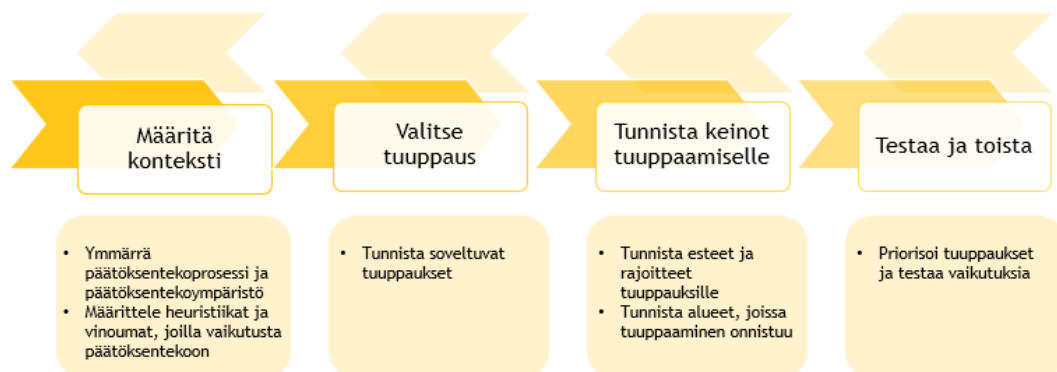 Määritä
konteksti
Valitse
tuuppaus
Tunnista keinot
tuuppaamiselle
Testaa ja toista
• Ymmärrä
päätöksentekoprosessi ja
päätöksentekoympäristö
• Määrittele heuristiikat ja
vinoumat, joilla vaikutusta
päätöksentekoon
• Tunnista soveltuvat
tuuppaukset
• Tunnista esteet ja
rajoitteet
tuuppauksille
• Tunnista alueet, joissa
tuuppaaminen onnistuu
• Priorisoi tuuppaukset
ja testaa vaikutuksia